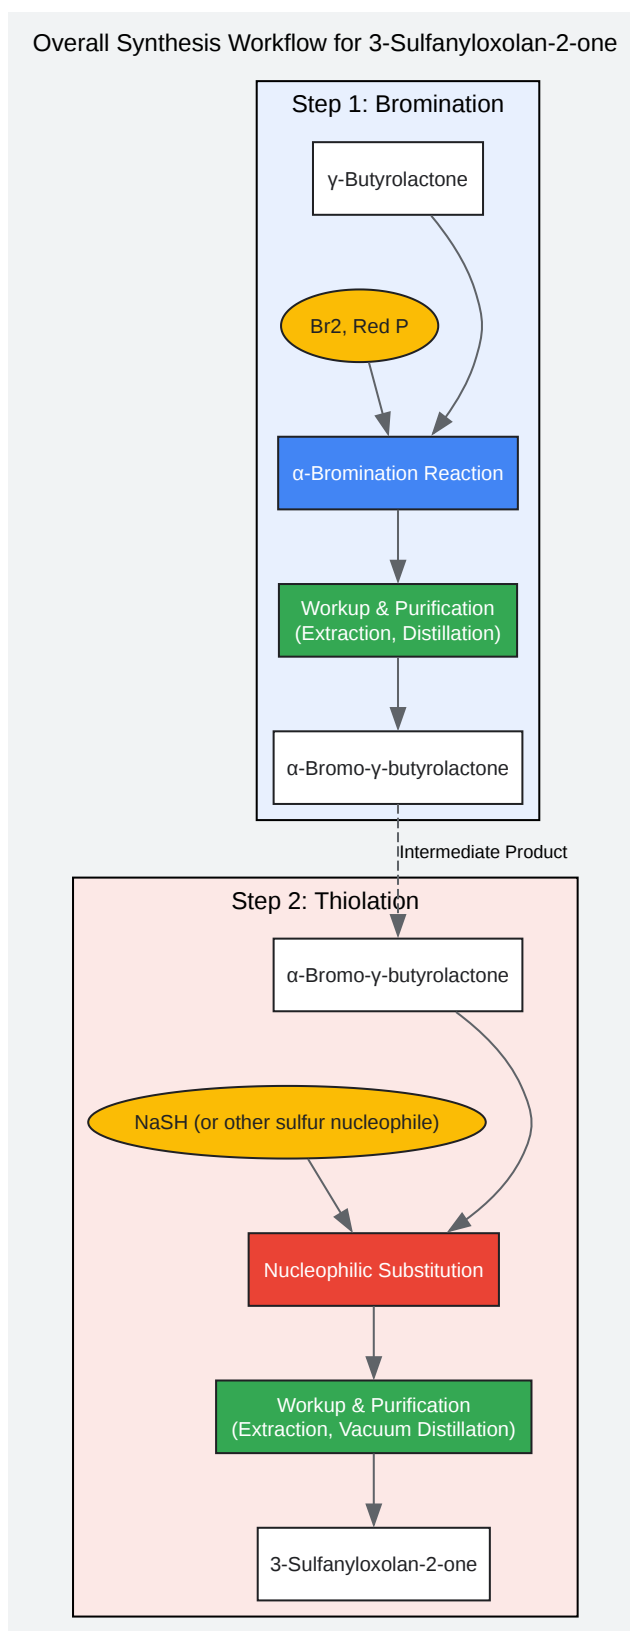 Overall Synthesis Workflow for 3-Sulfanyloxolan-2-one
Step 1: Bromination
γ-Butyrolactone
Br2, Red P
α-Bromination Reaction
Workup & Purification
(Extraction, Distillation)
α-Bromo-γ-butyrolactone
Intermediate Product
Step 2: Thiolation
α-Bromo-γ-butyrolactone
NaSH (or other sulfur nucleophile)
Nucleophilic Substitution
Workup & Purification
(Extraction, Vacuum Distillation)
3-Sulfanyloxolan-2-one